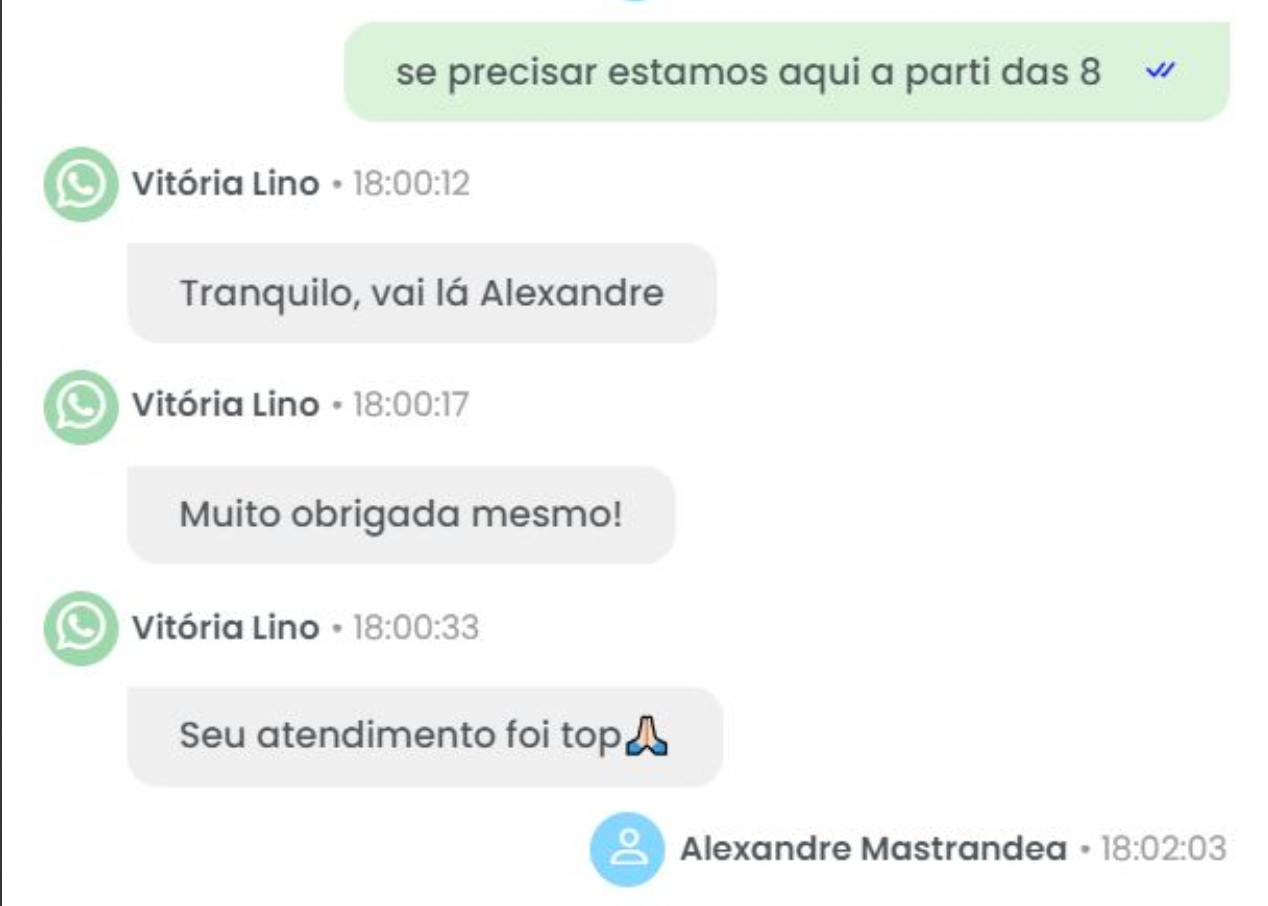 se precisar estamos aqui a parti das 8
Vitória Lino • 18:00:12
Tranquilo, vai lá Alexandre
Vitória Lino • 18:00:17
Muito obrigada mesmo!
Vitória Lino • 18:00:33
Seu atendimento foi top🙏🏻
Alexandre Mastrandea • 18:02:03